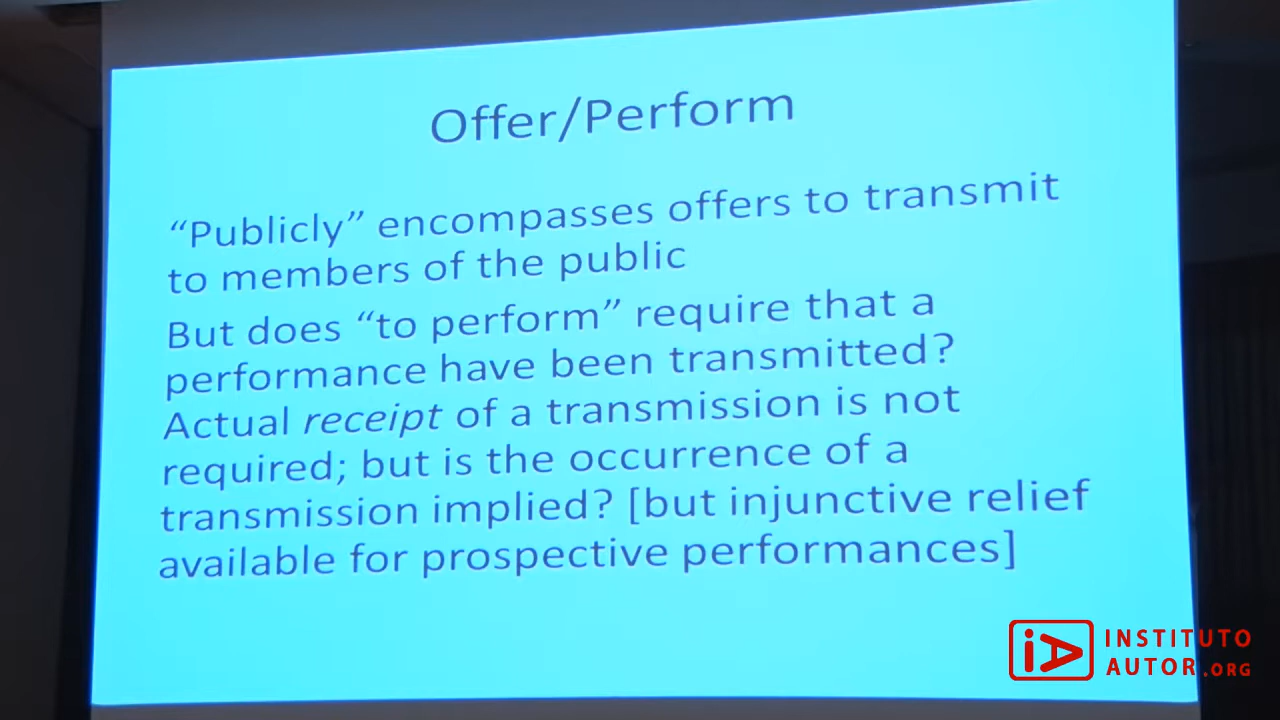 Offer/Perform
“Publicly” encompasses offers to transmit
to members of the public
But does “to perform” require that a
performance have been transmitted?
Actual receipt of a transmission is not
required; but is the occurrence of a
transmission implied? [but injunctive relief
available for prospective performances]
iA INSTITUTO
AUTOR.ORG